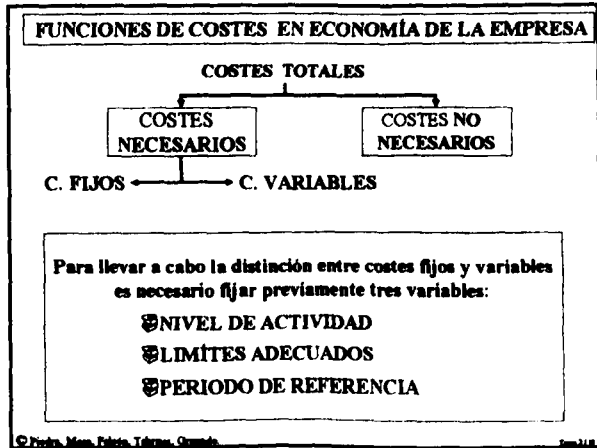 FUNCIONES DE COSTES EN ECONOMÍA DE LA EMPRESA
COSTES TOTALES
COSTES
NECESARIOS
COSTES NO
NECESARIOS
C. FIJOS
C. VARIABLES
Para llevar a cabo la distinción entre costes fijos y variables
es necesario fijar previamente tres variables:
NIVEL DE ACTIVIDAD
LIMÍTES ADECUADOS
PERIODO DE REFERENCIA
©